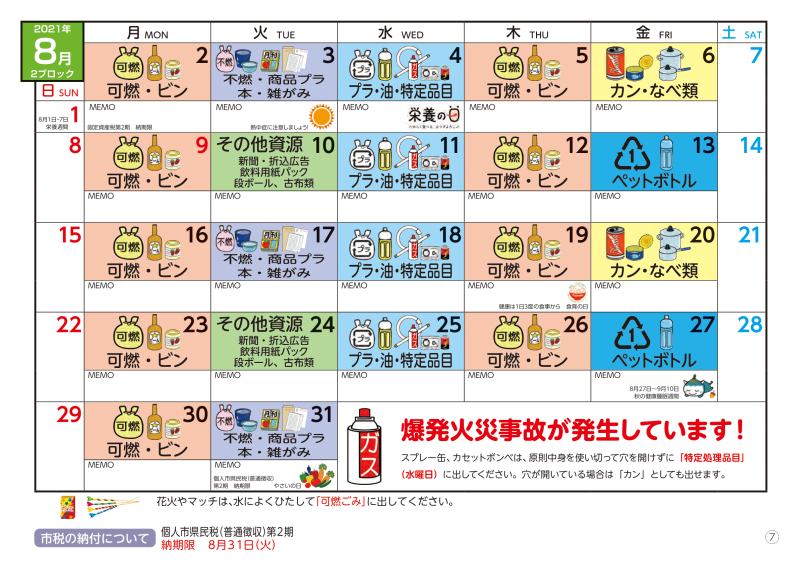 2021年
8月
2ブロック
月 MON
火 TUE
水 WED
木 THU
金 FRI
土 SAT
日 SUN
8月1日~7日
栄養週間
1
可燃
2
可燃・ビン
MEMO
固定資産税第2期 納期限
不燃
月刊
3
不燃・商品プラ
本・雑がみ
MEMO
熱中症に注意しましょう!
プラ
ガス
4
プラ・油・特定品目
MEMO
栄養の日
可燃
5
可燃・ビン
MEMO
6
カン・なべ類
MEMO
7
8
可燃
9
可燃・ビン
MEMO
その他資源 10
新聞・折込広告
飲料用紙パック
段ボール、古布類
MEMO
プラ
ガス
11
プラ・油・特定品目
MEMO
可燃
12
可燃・ビン
MEMO
1
13
ペットボトル
MEMO
14
15
可燃
16
可燃・ビン
MEMO
不燃
月刊
17
不燃・商品プラ
本・雑がみ
MEMO
プラ
ガス
18
プラ・油・特定品目
MEMO
可燃
19
可燃・ビン
MEMO
健康は1日3度の食事から 食育の日
20
カン・なべ類
MEMO
21
22
可燃
23
可燃・ビン
MEMO
その他資源 24
新聞・折込広告
飲料用紙パック
段ボール、古布類
MEMO
プラ
ガス
25
プラ・油・特定品目
MEMO
可燃
26
可燃・ビン
MEMO
1
27
ペットボトル
MEMO
8月27日~9月10日
秋の健康睡眠週間
28
29
可燃
30
可燃・ビン
MEMO
不燃
月刊
31
不燃・商品プラ
本・雑がみ
MEMO
個人市県民税(普通徴収)
第2期 納期限 やさいの日
ガス
爆発火災事故が発生しています!
スプレー缶、カセットボンベは、原則中身を使い切って穴を開けずに「特定処理品目」
(水曜日)に出してください。穴が開いている場合は「カン」としても出せます。
花火やマッチは、水によくひたして「可燃ごみ」に出してください。
市税の納付について
個人市県民税(普通徴収)第2期
納期限 8月31日(火)
⑦